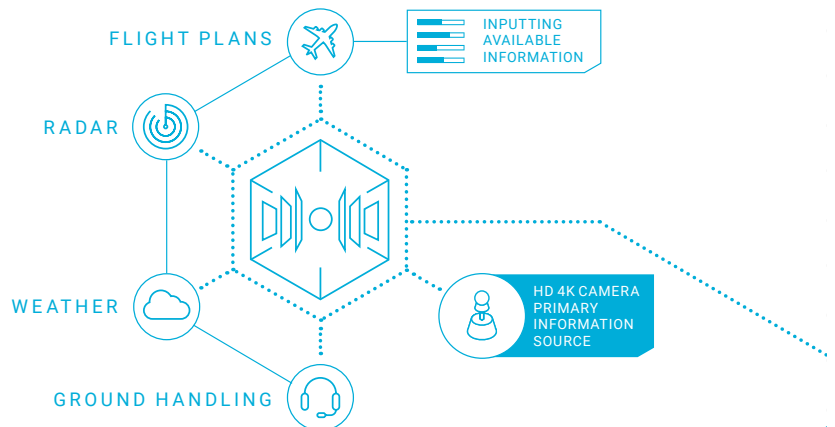 FLIGHT PLANS
INPUTTING
AVAILABLE
INFORMATION
RADAR
WEATHER
HD 4K CAMERA
PRIMARY
INFORMATION
SOURCE
GROUND HANDLING